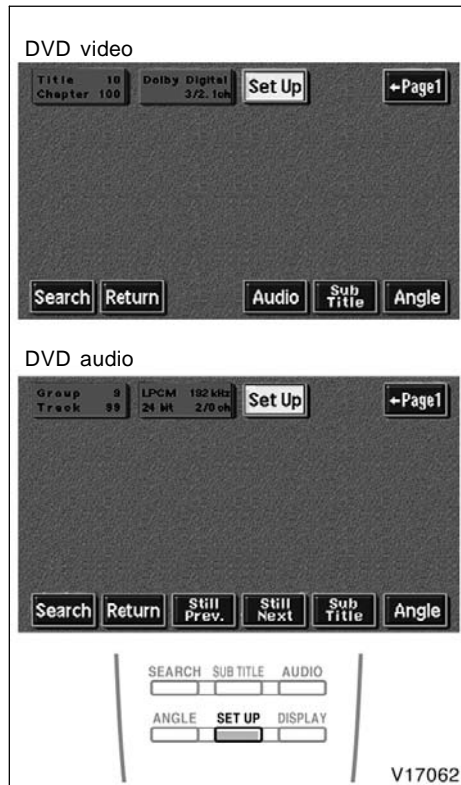 DVD video
Title 10 Dolby Digital Set Up ←Page1
Chapter 100 3/2.1ch
Search Return Audio Sub Title Angle
DVD audio
Group 9 LPCM 192 kHz Set Up ←Page1
Track 99 24 bit 2/0 ch
Search Return Still Prev. Still Next Sub Title Angle
SEARCH SUB TITLE AUDIO
ANGLE SET UP DISPLAY
V17062